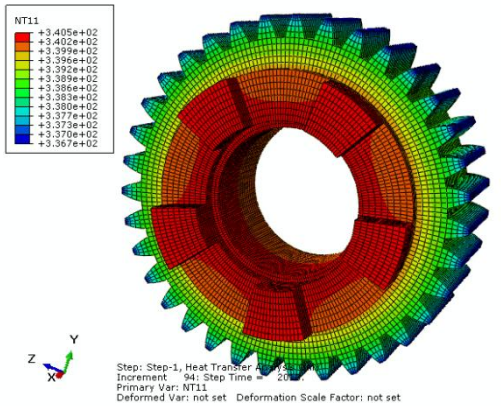 NT11
+3.405e+02
+3.402e+02
+3.399e+02
+3.396e+02
+3.392e+02
+3.389e+02
+3.386e+02
+3.383e+02
+3.380e+02
+3.377e+02
+3.373e+02
+3.370e+02
+3.367e+02
Y
Z
X
Step: Step-1, Heat Transfer
Increment 94: Step Time =
Primary Var: NT11
Deformed Var: not set Deformation Scale Factor: not set